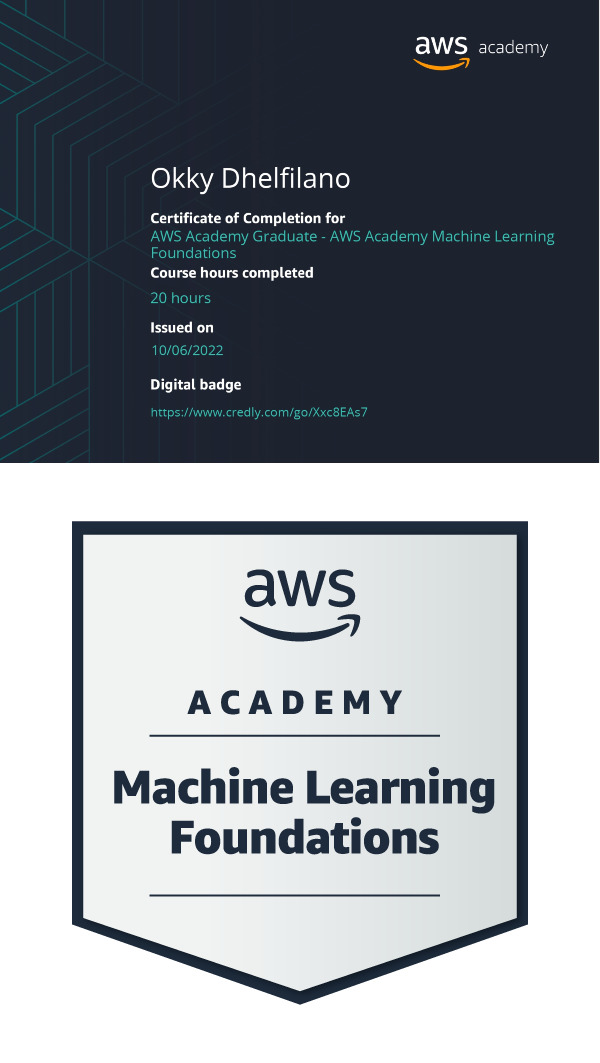 aws academy
Okky Dhelfilano
Certificate of Completion for
AWS Academy Graduate - AWS Academy Machine Learning
Foundations
Course hours completed
20 hours
Issued on
10/06/2022
Digital badge
https://www.credly.com/go/Xxc8EAs7
aws
ACADEMY
Machine Learning
Foundations